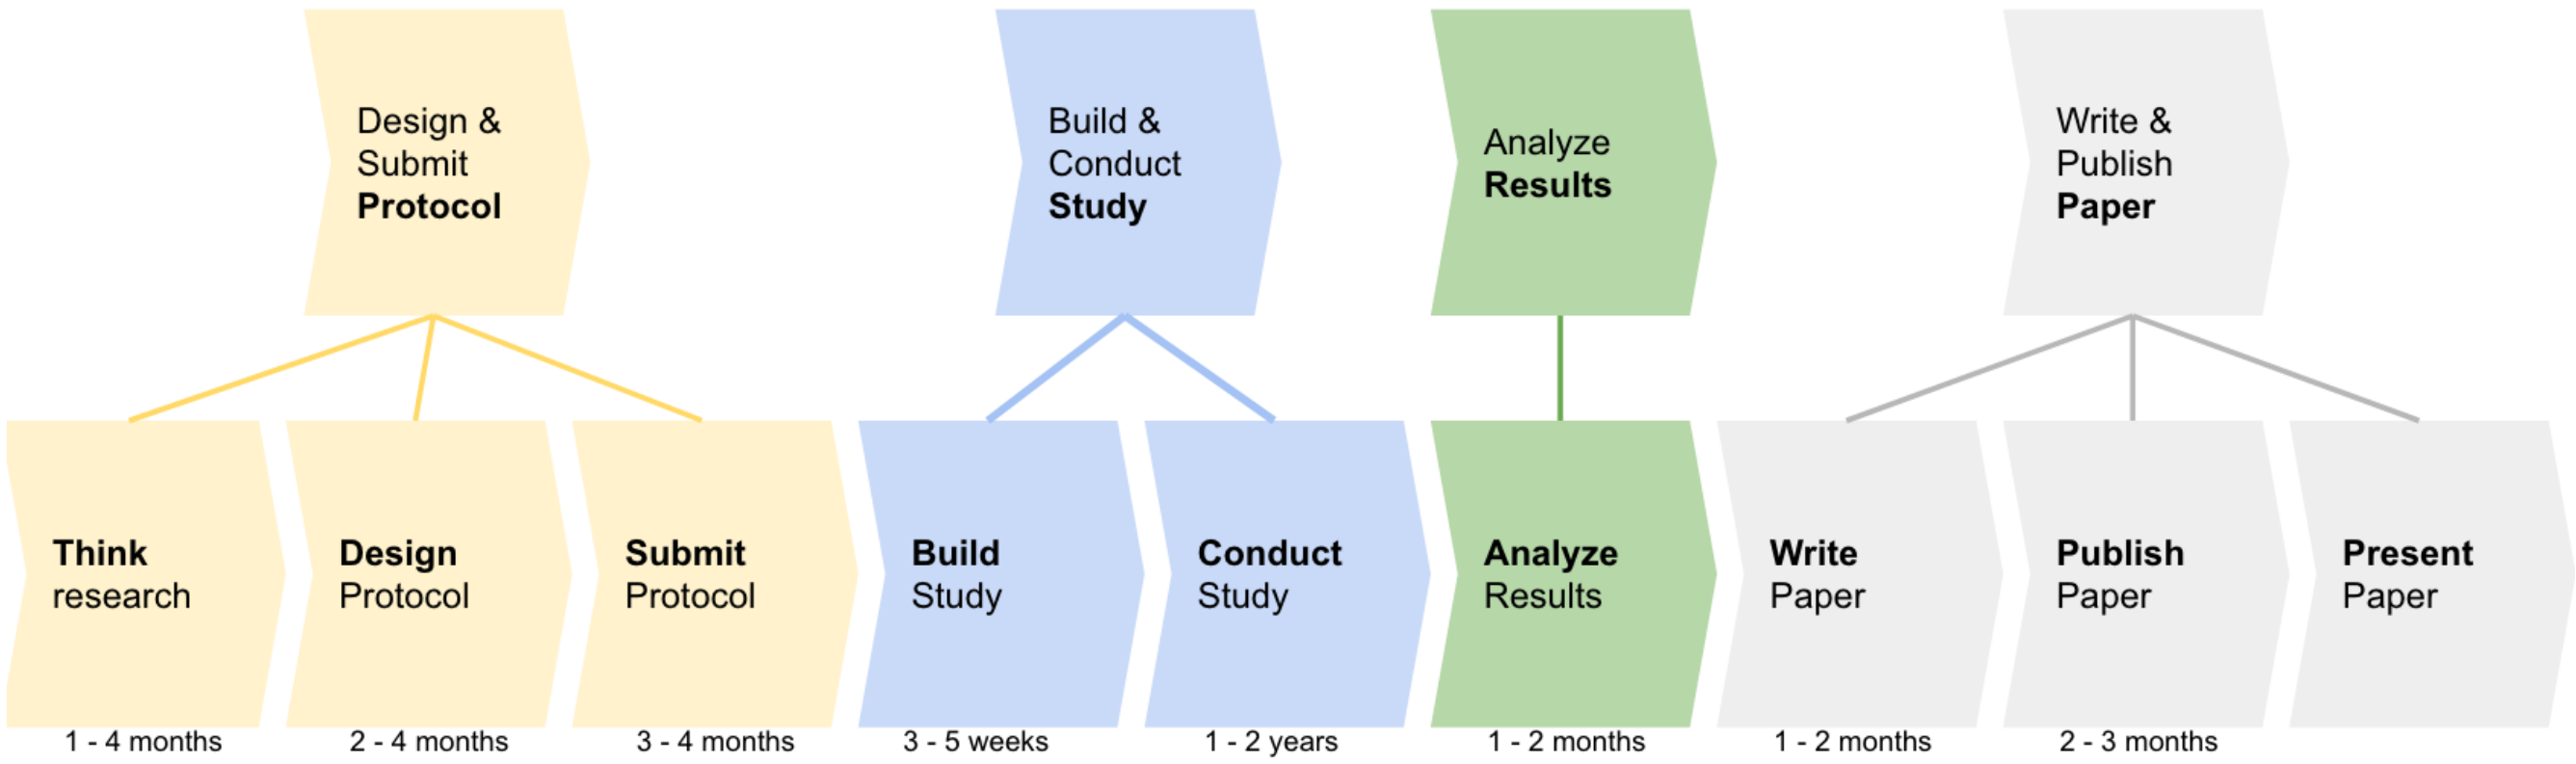 Design &
Submit
Protocol
Build &
Conduct
Study
Analyze
Results
Write &
Publish
Paper
Think
research
Design
Protocol
Submit
Protocol
Build
Study
Conduct
Study
Analyze
Results
Write
Paper
Publish
Paper
Present
Paper
1 - 4 months
2 - 4 months
3 - 4 months
3 - 5 weeks
1 - 2 years
1 - 2 months
1 - 2 months
2 - 3 months